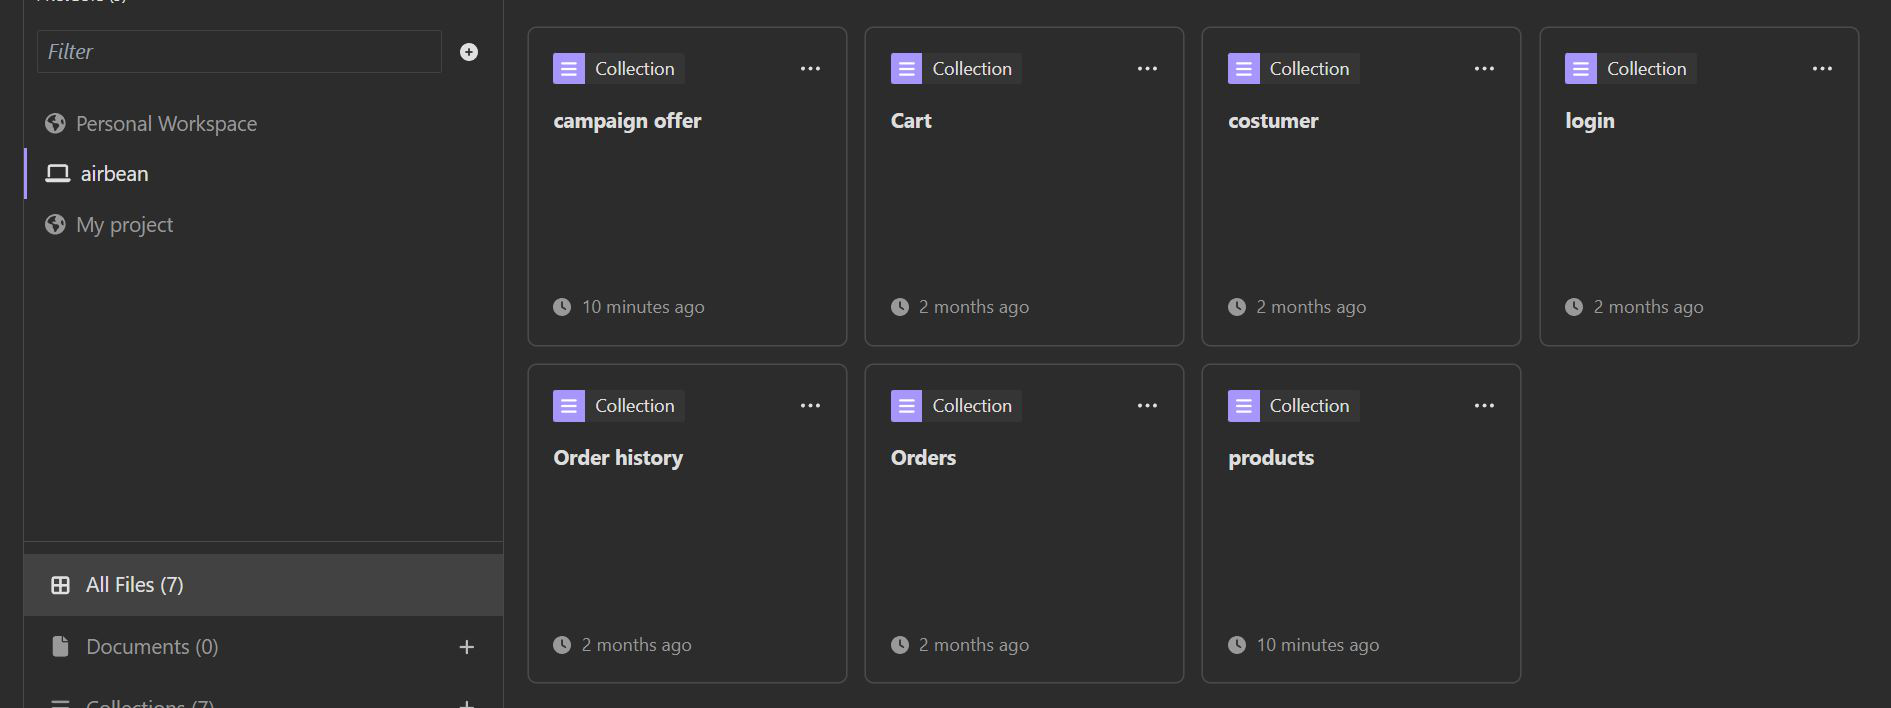 Filter
Personal Workspace
airbean
My project
All Files (7)
Documents (0)
Collections (7)
Collection
campaign offer
10 minutes ago
Collection
Cart
2 months ago
Collection
costumer
2 months ago
Collection
login
2 months ago
Collection
Order history
2 months ago
Collection
Orders
2 months ago
Collection
products
10 minutes ago